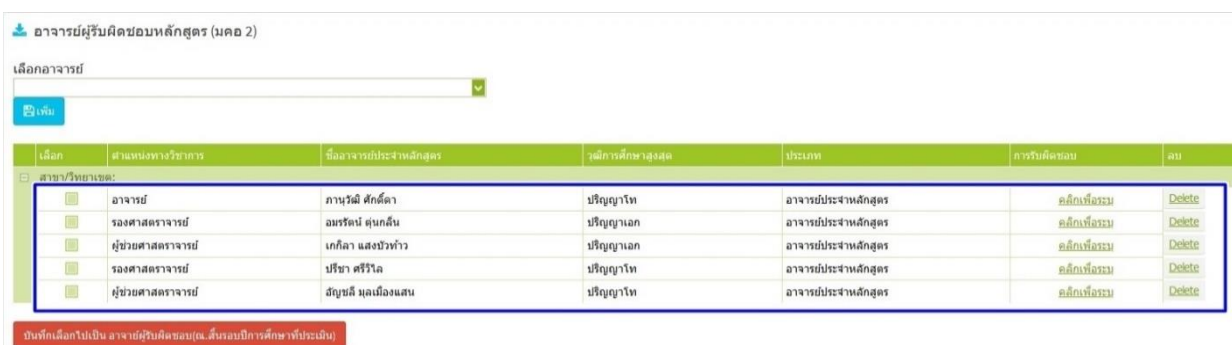 อาจารย์ผู้รับผิดชอบหลักสูตร (มคอ 2)
เลือกอาจารย์
เพิ่ม
เลือก ตำแหน่งทางวิชาการ ชื่ออาจารย์ประจำหลักสูตร วุฒิการศึกษาสูงสุด ประเภท การรับผิดชอบ ลบ
สาขา/วิทยาเขต:
อาจารย์ ภานุวัฒิ ศักดิ์ดา ปริญญาโท อาจารย์ประจำหลักสูตร คลิกเพื่อระบุ Delete
รองศาสตราจารย์ อมรรัตน์ ตุ่นกลิ่น ปริญญาเอก อาจารย์ประจำหลักสูตร คลิกเพื่อระบุ Delete
ผู้ช่วยศาสตราจารย์ เกกิลา แสงบัวท้าว ปริญญาเอก อาจารย์ประจำหลักสูตร คลิกเพื่อระบุ Delete
รองศาสตราจารย์ ปรีชา ศรีวิไล ปริญญาโท อาจารย์ประจำหลักสูตร คลิกเพื่อระบุ Delete
ผู้ช่วยศาสตราจารย์ อัญชลี มุลเมืองแสน ปริญญาโท อาจารย์ประจำหลักสูตร คลิกเพื่อระบุ Delete
บันทึกเลือกไปเป็น อาจาย์ผู้รับผิดชอบ(ณ.สิ้นรอบปีการศึกษาที่ประเมิน)